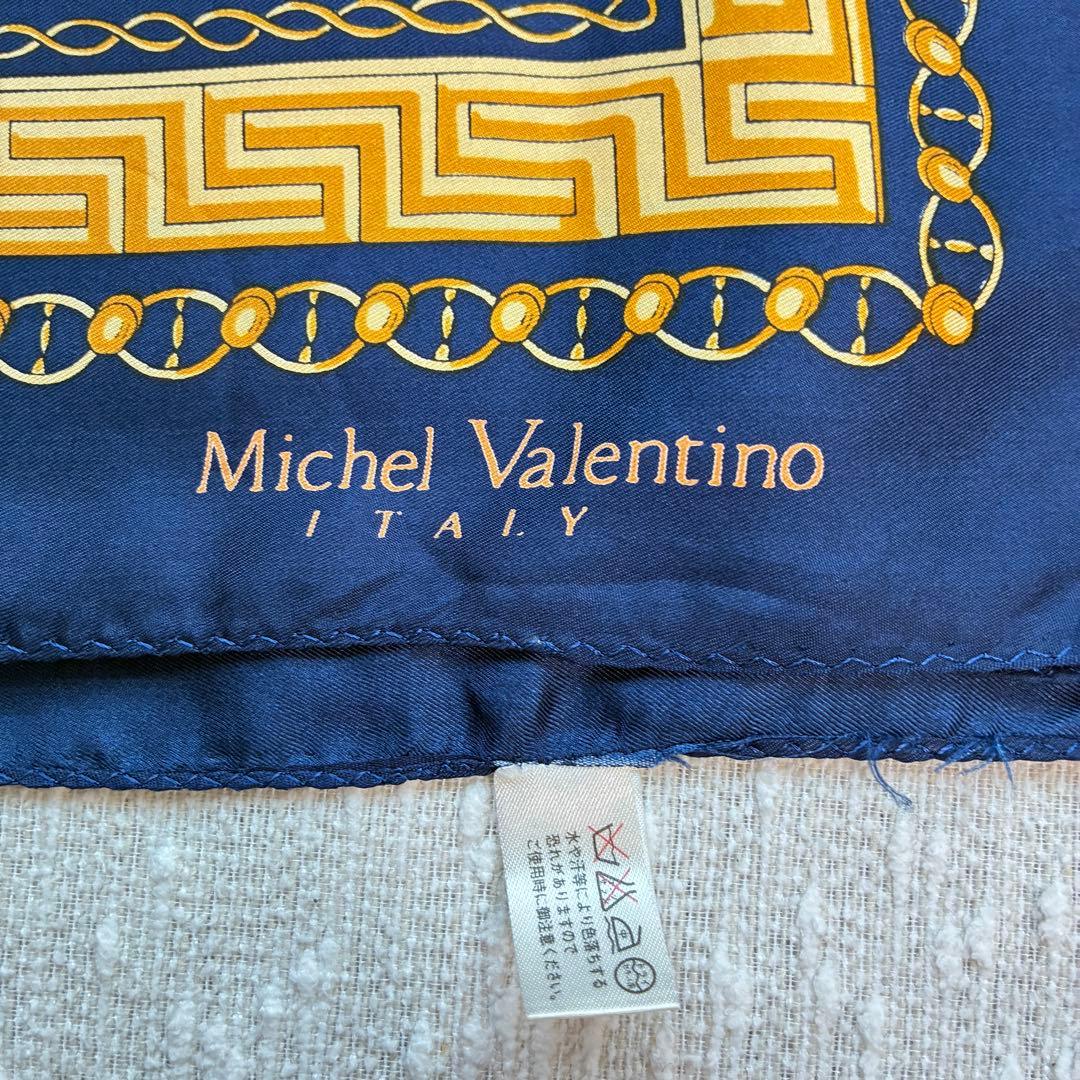 Michel Valentino
ITALY
水や汗等により色落ちする
恐れがありますので
ご使用時に御注意ください。